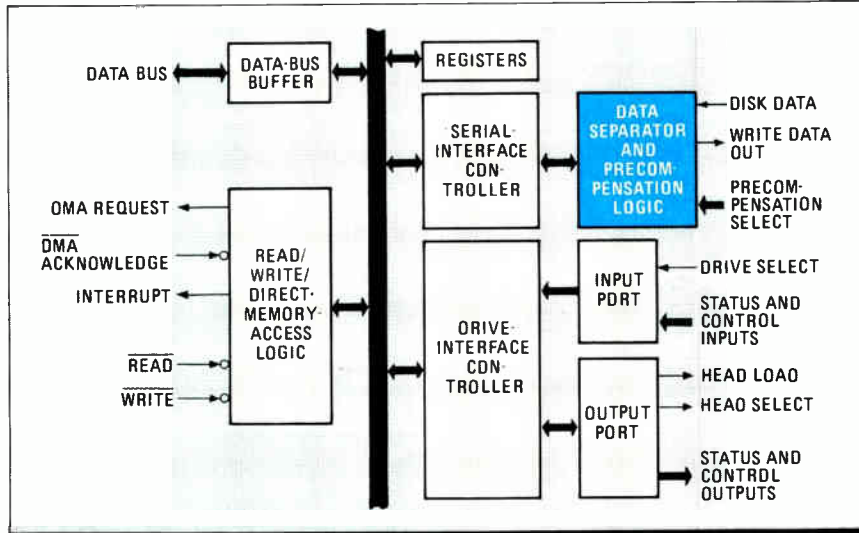 DATA BUS
DATA-BUS
BUFFER
REGISTERS
SERIAL-
INTERFACE
CDN-
TROLLER
DATA
SEPARATOR
AND
PRECOM-
PENSATION
LOGIC
DISK DATA
WRITE DATA
OUT
PRECOM-
PENSATION
SELECT
OMA REQUEST
DMA
ACKNOWLEDGE
INTERRUPT
READ
WRITE
READ/
WRITE/
DIRECT-
MEMORY-
ACCESS
LOGIC
ORIVE-
INTERFACE
CDN-
TROLLER
INPUT
PDRT
DRIVE SELECT
STATUS AND
CONTROL
INPUTS
OUTPUT
PORT
HEAD LOAO
HEAO SELECT
STATUS AND
CONTRDL
OUTPUTS